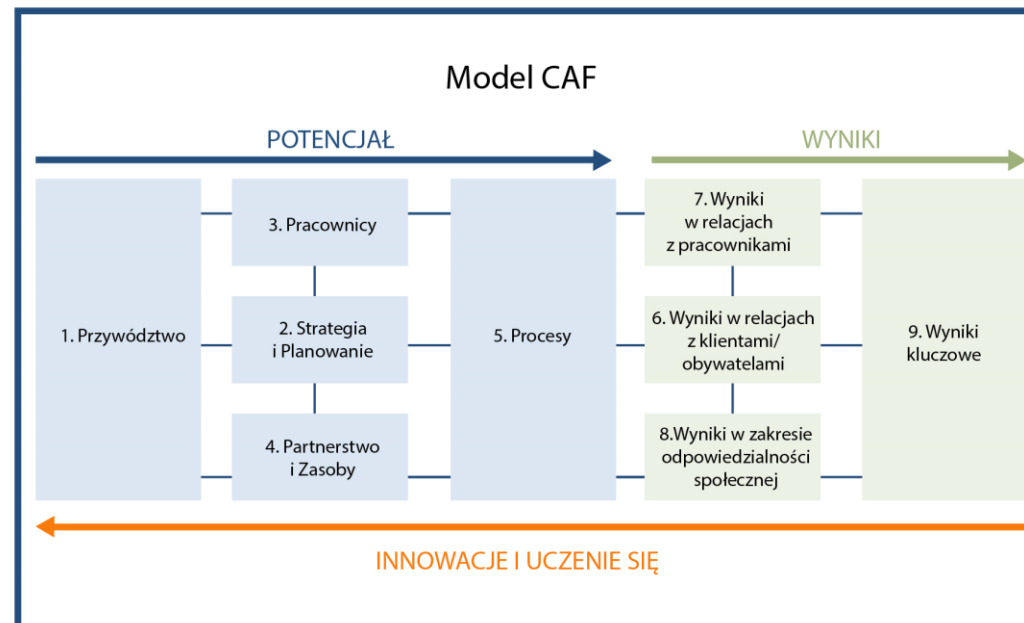 Model CAF
POTENCJAŁ
WYNIKI
1. Przywództwo
3. Pracownicy
2. Strategia
i Planowanie
4. Partnerstwo
i Zasoby
5. Procesy
7. Wyniki
w relacjach
z pracownikami
6. Wyniki w relacjach
z klientami/
obywatelami
8.Wyniki w zakresie
odpowiedzialności
społecznej
9. Wyniki
kluczowe
INNOWACJE I UCZENIE SIĘ